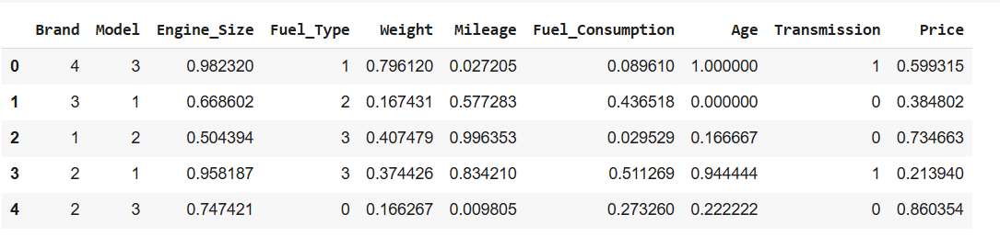 Brand Model Engine_Size Fuel_Type Weight Mileage Fuel_Consumption Age Transmission Price
0 4 3 0.982320 1 0.796120 0.027205 0.089610 1.000000 1 0.599315
1 3 1 0.668602 2 0.167431 0.577283 0.436518 0.000000 0 0.384802
2 1 2 0.504394 3 0.407479 0.996353 0.029529 0.166667 0 0.734663
3 2 1 0.958187 3 0.374426 0.834210 0.511269 0.944444 1 0.213940
4 2 3 0.747421 0 0.166267 0.009805 0.273260 0.222222 0 0.860354